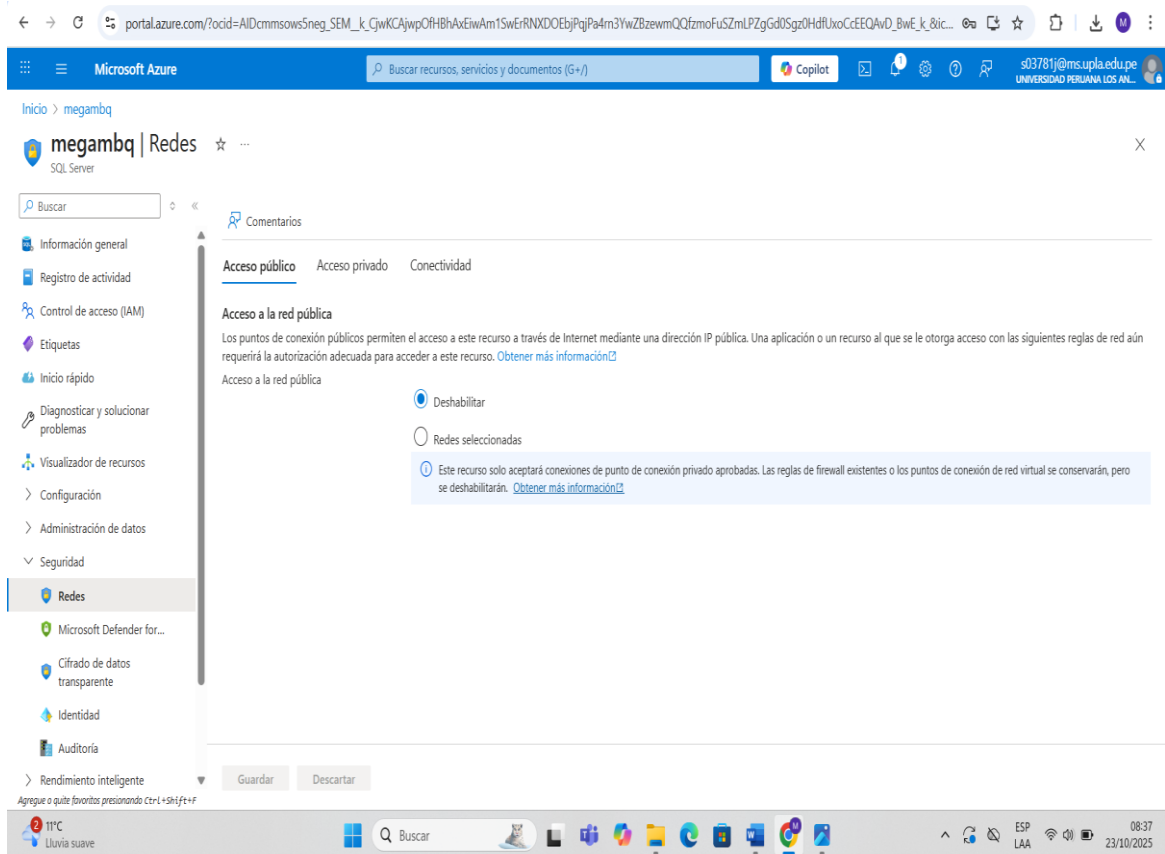 portal.azure.com/?ocid=AIDcmmsows5neg_SEM__k_CjwKCAjwpOfHBhAxEiwAm1SwErRNXDOEbjPqjPa4rn3YwZBzewmQQfzmoFuSZmLPZgGd0Sgz0HdfUxoCcEEQAvD_BwE_k_&ic...
M
Microsoft Azure
Buscar recursos, servicios y documentos (G+/)
Copilot
1
s03781j@ms.upla.edu.pe
UNIVERSIDAD PERUANA LOS AN...
Inicio > megambq
megambq | Redes
SQL Server
Buscar
Comentarios
Información general
Registro de actividad
Control de acceso (IAM)
Etiquetas
Inicio rápido
Diagnosticar y solucionar
problemas
Visualizador de recursos
Configuración
Administración de datos
Seguridad
Redes
Microsoft Defender for...
Cifrado de datos
transparente
Identidad
Auditoría
Rendimiento inteligente
Agregue o quite favoritos presionando Ctrl+Shift+F
Acceso público Acceso privado Conectividad
Acceso a la red pública
Los puntos de conexión públicos permiten el acceso a este recurso a través de Internet mediante una dirección IP pública. Una aplicación o un recurso al que se le otorga acceso con las siguientes reglas de red aún
requerirá la autorización adecuada para acceder a este recurso. Obtener más información
Acceso a la red pública
Deshabilitar
Redes seleccionadas
Este recurso solo aceptará conexiones de punto de conexión privado aprobadas. Las reglas de firewall existentes o los puntos de conexión de red virtual se conservarán, pero
se deshabilitarán. Obtener más información
Guardar Descartar
2
11°C
Lluvia suave
Buscar
ESP
LAA
08:37
23/10/2025